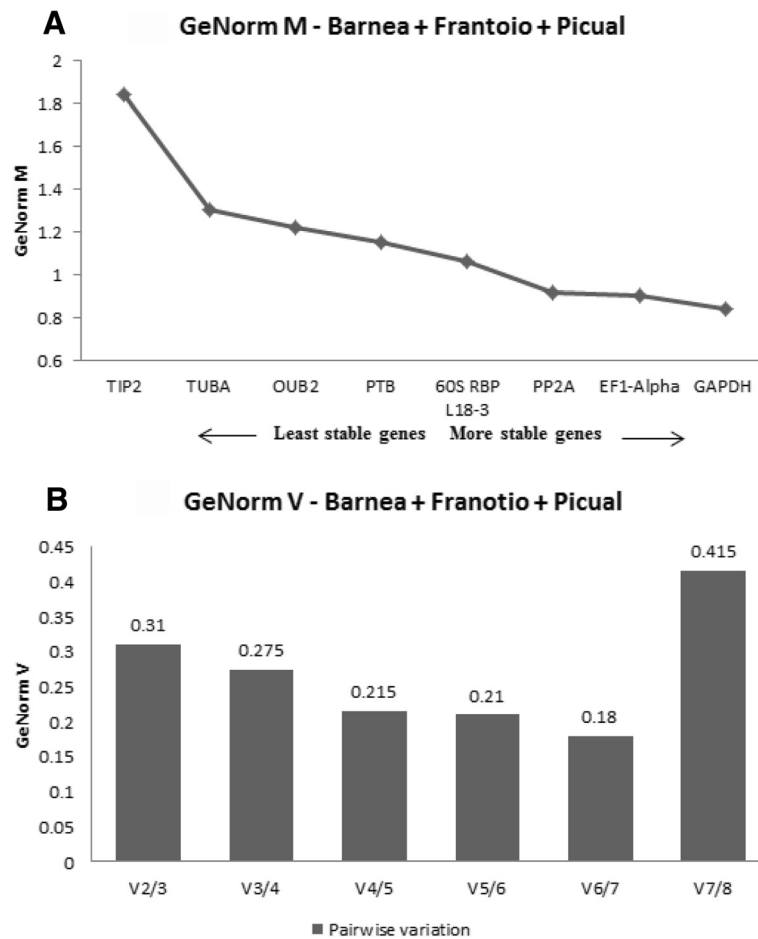 A
GeNorm M - Barnea + Frantoio + Picual
GeNorm M
2
1.8
1.6
1.4
1.2
1
0.8
0.6
TIP2 TUBA OUB2 PTB 60S RBP PP2A EF1-Alpha GAPDH
L18-3
Least stable genes More stable genes
B
GeNorm V - Barnea + Franotio + Picual
GeNorm V
0.45
0.4
0.35
0.3
0.25
0.2
0.15
0.1
0.05
0
0.31
0.275
0.215
0.21
0.18
0.415
V2/3 V3/4 V4/5 V5/6 V6/7 V7/8
Pairwise variation